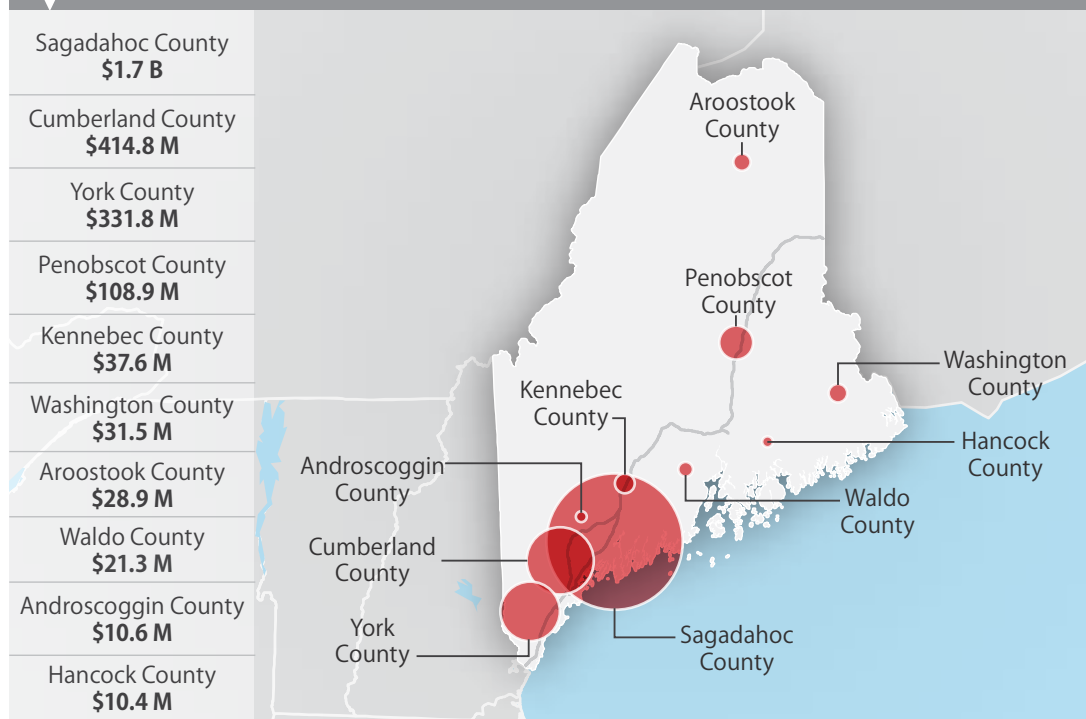 Sagadahoc County
$1.7 B
Cumberland County
$414.8 M
York County
$331.8 M
Penobscot County
$108.9 M
Kennebec County
$37.6 M
Washington County
$31.5 M
Aroostook County
$28.9 M
Waldo County
$21.3 M
Androscoggin County
$10.6 M
Hancock County
$10.4 M
Aroostook
County
Penobscot
County
Washington
County
Kennebec
County
Hancock
County
Androscoggin
County
Waldo
County
Cumberland
County
York
County
Sagadahoc
County